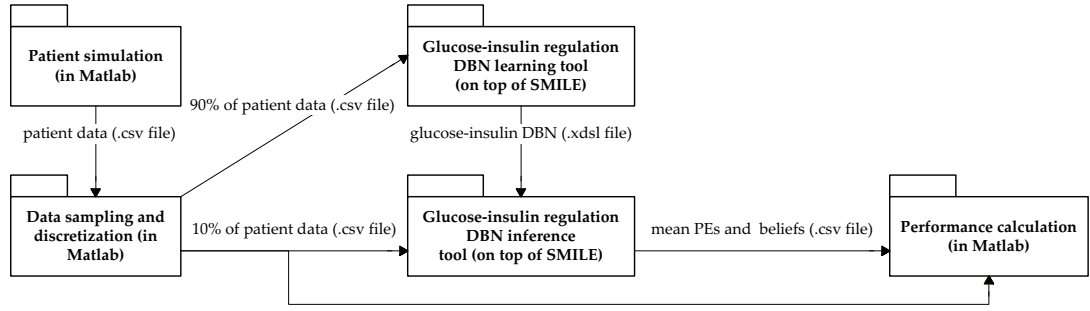 Patient simulation
(in Matlab)
Glucose-insulin regulation
DBN learning tool
(on top of SMILE)
90% of patient data (.csv file)
patient data (.csv file)
glucose-insulin DBN (.xdsl file)
Data sampling and
discretization (in
Matlab)
10% of patient data (.csv file)
Glucose-insulin regulation
DBN inference
tool (on top of SMILE)
mean PEs and beliefs (.csv file)
Performance calculation
(in Matlab)